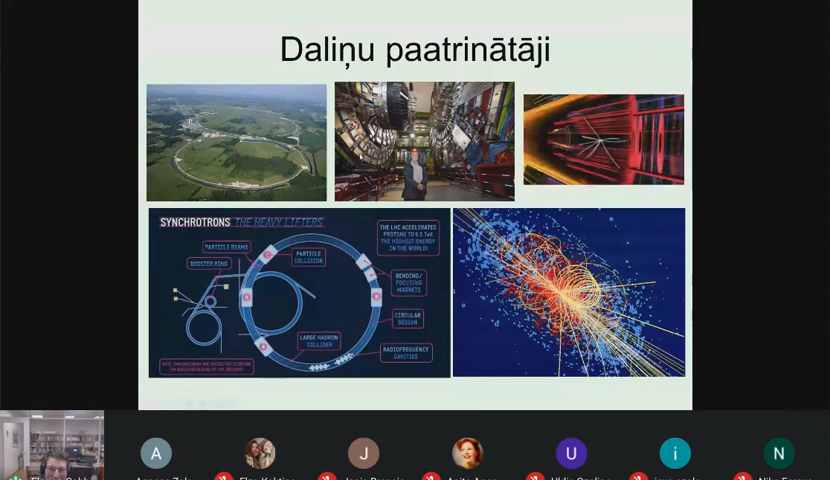 Daliņu paatrinātāji
SYNCHROTRONS THE HEAVY LIFTERS
PARTICLE BEAMS
BOOSTER RING
PARTICLE
COLLISION
THE LHC ACCELERATES
PROTONS TO 6.5 TeV,
THE HIGHEST ENERGY
IN THE WORLD!
BENDING/
FOCUSING
MAGNETS
CIRCULAR
DESIGN
LARGE HADRON
COLLIDER
RADIOFREQUENCY
CAVITIES
A
J
U
i
N